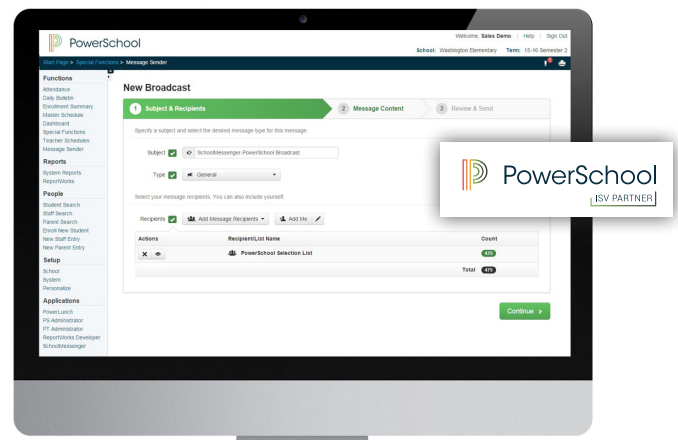 PowerSchool
Welcome, Sales Demo | Help | Sign Out
School: Washington Elementary Term: 15-16 Semester 2
Start Page > Special Functions > Message Sender
Functions
Attendance
Daily Bulletin
Enrollment Summary
Master Schedule
Dashboard
Special Functions
Teacher Schedules
Message Sender
Reports
System Reports
ReportWorks
People
Student Search
Staff Search
Parent Search
Enroll New Student
New Staff Entry
New Parent Entry
Setup
School
System
Personalize
Applications
PowerLunch
PS Administrator
PT Administrator
ReportWorks Developer
SchoolMessenger
New Broadcast
1 Subject & Recipients
2 Message Content
3 Review & Send
Specify a subject and select the desired message type for this message.
Subject SchoolMessenger-PowerSchool Broadcast
Type General
Select your message recipients. You can also include yourself
Recipients Add Message Recipients Add Me
Actions Recipient/List Name Count
PowerSchool Selection List 475
Total 475
Continue >
PowerSchool
ISV PARTNER